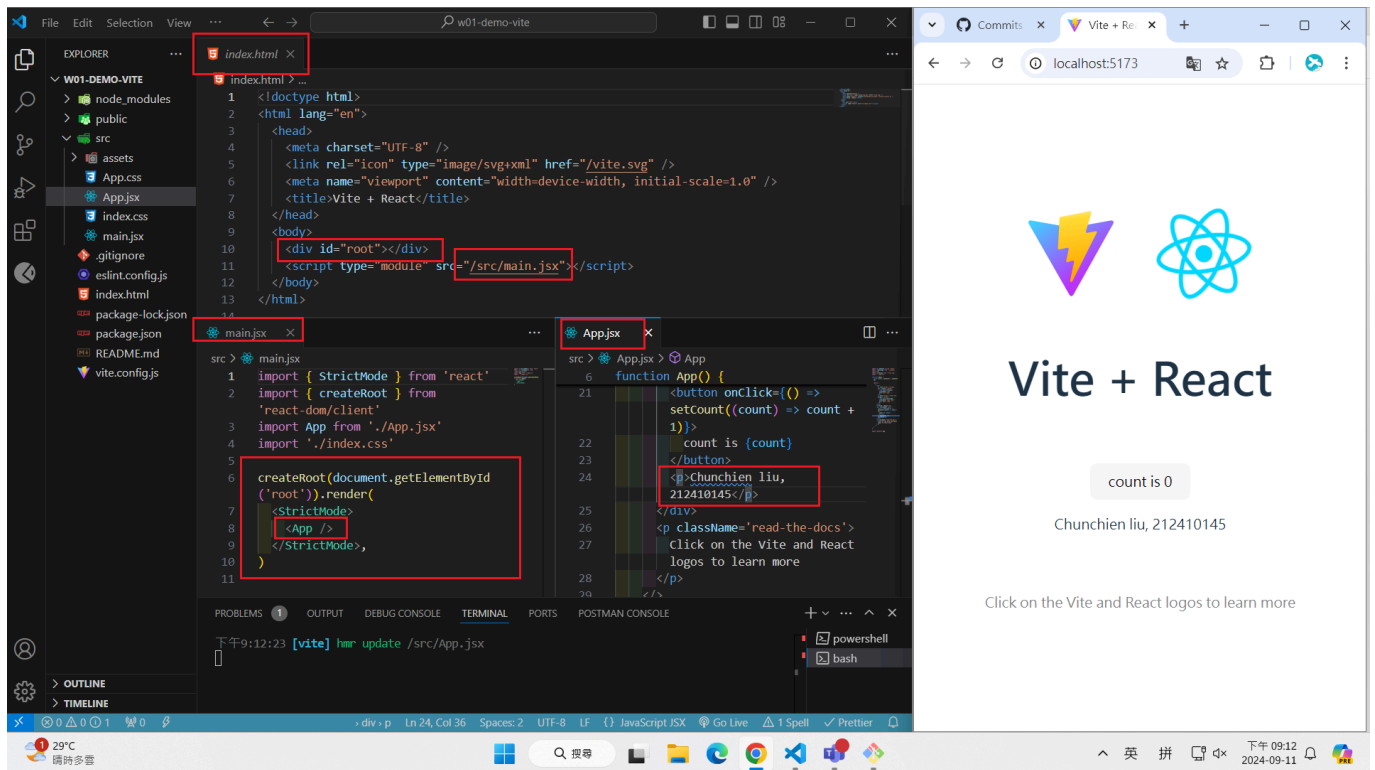 File Edit Selection View ··· w01-demo-vite
EXPLORER ···
W01-DEMO-VITE
node_modules
public
src
assets
App.css
App.jsx
index.css
main.jsx
.gitignore
eslint.config.js
index.html
package-lock.json
package.json
README.md
vite.config.js
OUTLINE
TIMELINE
index.html
index.html > ...
1 <!doctype html>
2 <html lang="en">
3 <head>
4 <meta charset="UTF-8" />
5 <link rel="icon" type="image/svg+xml" href="/vite.svg" />
6 <meta name="viewport" content="width=device-width, initial-scale=1.0" />
7 <title>Vite + React</title>
8 </head>
9 <body>
10 <div id="root"></div>
11 <script type="module" src="/src/main.jsx"></script>
12 </body>
13 </html>
14
main.jsx
src > main.jsx
1 import { StrictMode } from 'react'
2 import { createRoot } from
'react-dom/client'
3 import App from './App.jsx'
4 import './index.css'
5
6 createRoot(document.getElementById
('root')).render(
7 <StrictMode>
8 <App />
9 </StrictMode>,
10 )
11
App.jsx
src > App.jsx > App
6 function App() {
21 <button onClick={() =>
setCount((count) => count +
1)}>
22 count is {count}
23 </button>
24 <p>Chunchien liu,
212410145</p>
25 </div>
26 <p className='read-the-docs'>
27 Click on the Vite and React
logos to learn more
28 </p>
29 </>
PROBLEMS 1 OUTPUT DEBUG CONSOLE TERMINAL PORTS POSTMAN CONSOLE
下午9:12:23 [vite] hmr update /src/App.jsx
powershell
bash
0 0 1 0 › div › p Ln 24, Col 36 Spaces: 2 UTF-8 LF {} JavaScript JSX Go Live 1 Spell Prettier
Commits
Vite + Re
localhost:5173
Vite + React
count is 0
Chunchien liu, 212410145
Click on the Vite and React logos to learn more
1
29°C
晴時多雲
搜尋
英 拼
下午 09:12
2024-09-11
PRE